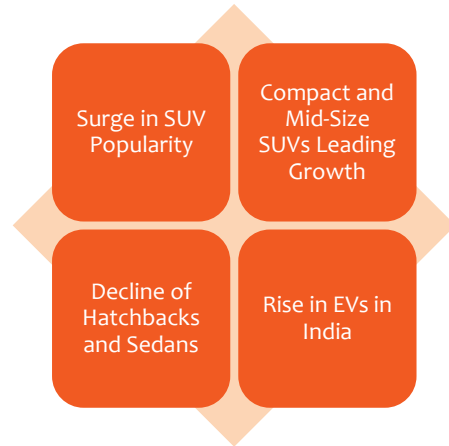 Surge in SUV
Popularity
Compact and
Mid-Size
SUVs Leading
Growth
Decline of
Hatchbacks
and Sedans
Rise in EVs in
India